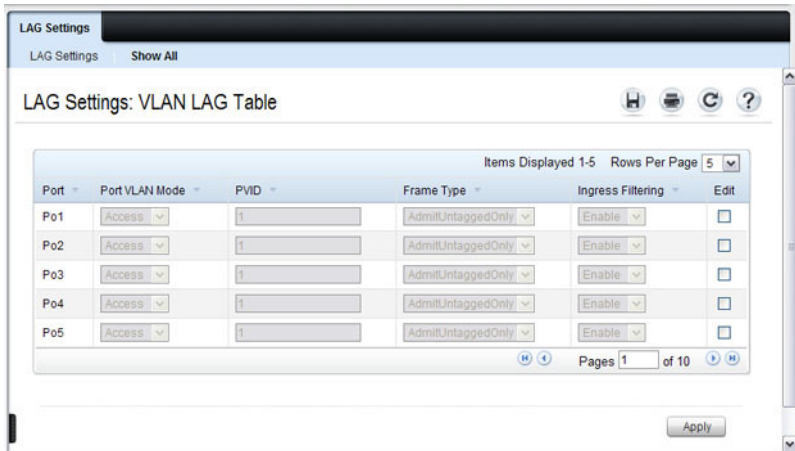 LAG Settings
LAG Settings Show All
LAG Settings: VLAN LAG Table
Items Displayed 1-5 Rows Per Page 5
Port Port VLAN Mode PVID Frame Type Ingress Filtering Edit
Po1 Access 1 AdmitUntaggedOnly Enable
Po2 Access 1 AdmitUntaggedOnly Enable
Po3 Access 1 AdmitUntaggedOnly Enable
Po4 Access 1 AdmitUntaggedOnly Enable
Po5 Access 1 AdmitUntaggedOnly Enable
Pages 1 of 10
Apply